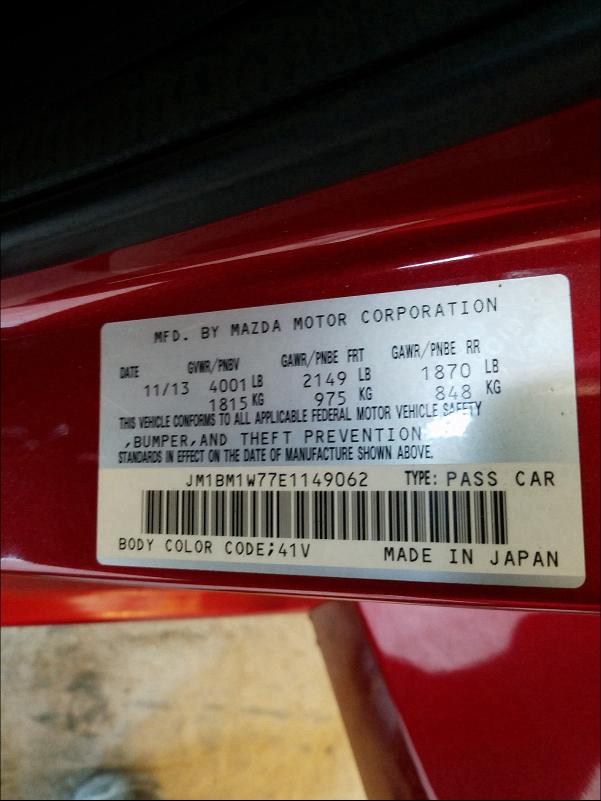 MFD. BY MAZDA MOTOR CORPORATION
DATE GVWR/PNBV GAWR/PNBE FRT GAWR/PNBE RR
11/13 4001 LB 2149 LB 1870 LB
1815 KG 975 KG 848 KG
THIS VEHICLE CONFORMS TO ALL APPLICABLE FEDERAL MOTOR VEHICLE SAFETY
,BUMPER,AND THEFT PREVENTION
STANDARDS IN EFFECT ON THE DATE OF MANUFACTURE SHOWN ABOVE.
JM1BM1W77E1149062 TYPE: PASS CAR
BODY COLOR CODE;41V MADE IN JAPAN